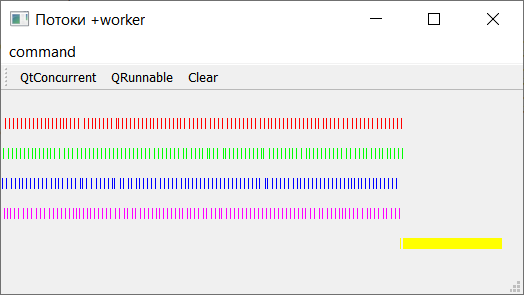 Потоки +worker
command
QtConcurrent QRunnable Clear